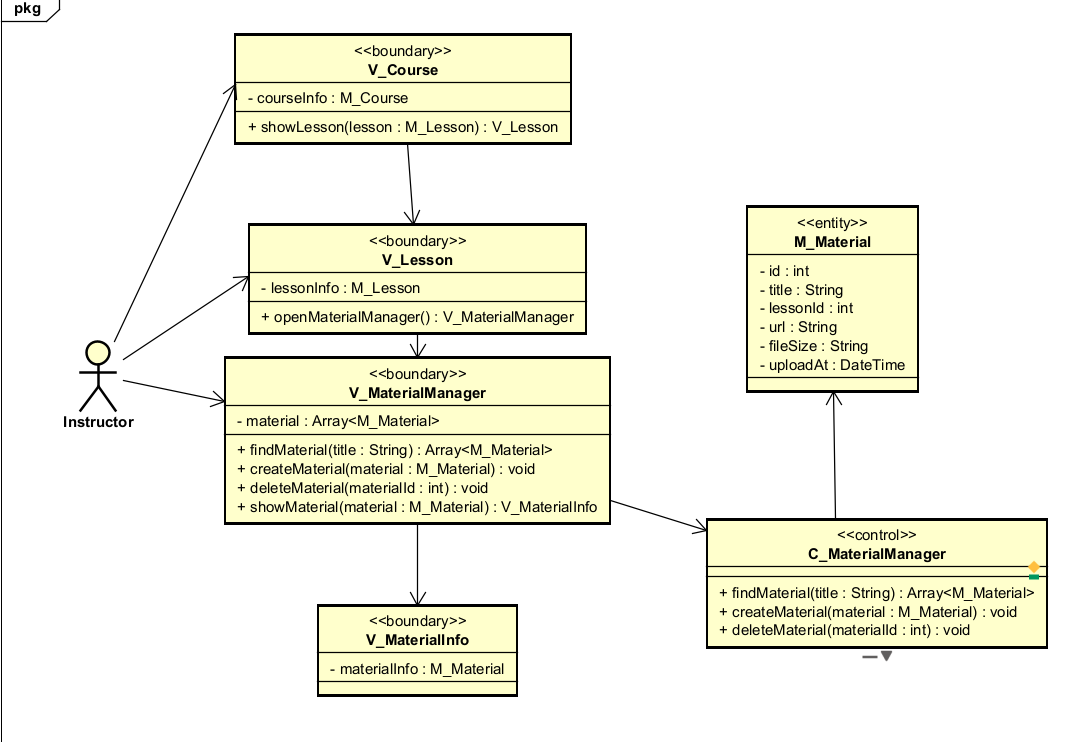 pkg
<<boundary>>
V_Course
- courseInfo : M_Course
+ showLesson(lesson : M_Lesson) : V_Lesson
<<boundary>>
V_Lesson
- lessonInfo : M_Lesson
+ openMaterialManager() : V_MaterialManager
<<entity>>
M_Material
- id : int
- title : String
- lessonId : int
- url : String
- fileSize : String
- uploadAt : DateTime
Instructor
<<boundary>>
V_MaterialManager
- material : Array<M_Material>
+ findMaterial(title : String) : Array<M_Material>
+ createMaterial(material : M_Material) : void
+ deleteMaterial(materialId : int) : void
+ showMaterial(material : M_Material) : V_MaterialInfo
<<control>>
C_MaterialManager
+ findMaterial(title : String) : Array<M_Material>
+ createMaterial(material : M_Material) : void
+ deleteMaterial(materialId : int) : void
<<boundary>>
V_MaterialInfo
- materialInfo : M_Material